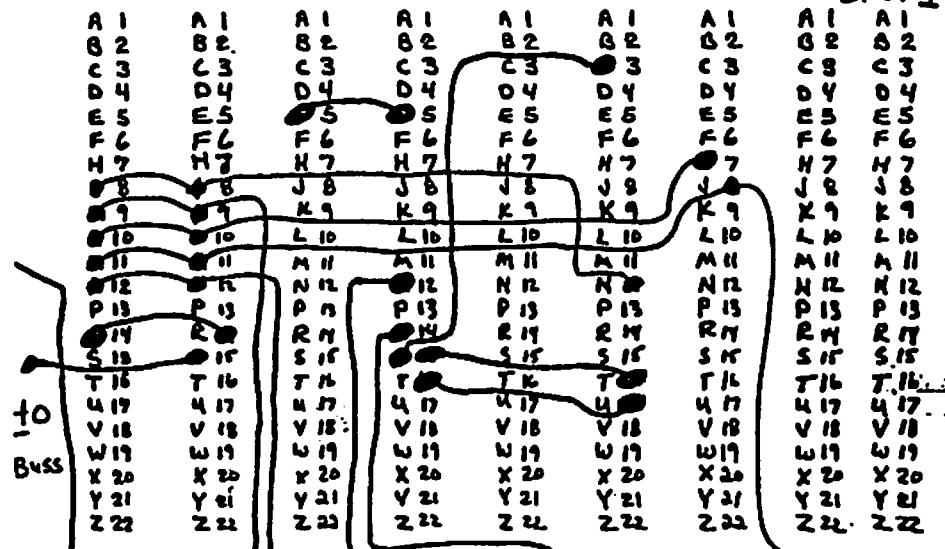 A 1 A 1 A 1 A 1 A 1 A 1 A 1 A 1 A 1
B 2 B 2 B 2 B 2 B 2 B 2 B 2 B 2 B 2
C 3 C 3 C 3 C 3 C 3 3 C 3 C 3 C 3
D 4 D 4 D 4 D 4 D 4 D 4 D 4 D 4 D 4
E 5 E 5 5 5 E 5 E 5 E 5 E 5 E 5
F 6 F 6 F 6 F 6 F 6 F 6 F 6 F 6 F 6
H 7 H 7 H 7 H 7 H 7 H 7 7 H 7 H 7
8 8 J 8 J 8 J 8 J 8 J J 8 J 8
9 9 K 9 K 9 K 9 K 9 K 9 K 9 K 9
10 10 L 10 L 10 L 10 L 10 L 10 L 10 L 10
11 11 M 11 M 11 M 11 M 11 M 11 M 11 M 11
12 12 N 12 12 N 12 N N 12 N 12 N 12
P 13 P 13 P 13 P 13 P 13 P 13 P 13 P 13 P 13
14 R R 14 14 R 14 R 14 R 14 R 14 R 14
S 15 15 S 15 S 15 S 15 S 15 S 15 S 15
T 16 T 16 T 16 T T 16 T T 16 T 16 T 16
U 17 U 17 U 17 U 17 U 17 U U 17 U 17 U 17
V 18 V 18 V 18 V 18 V 18 V 18 V 18 V 18 V 18
W 19 W 19 W 19 W 19 W 19 W 19 W 19 W 19 W 19
X 20 X 20 X 20 X 20 X 20 X 20 X 20 X 20 X 20
Y 21 Y 21 Y 21 Y 21 Y 21 Y 21 Y 21 Y 21 Y 21
Z 22 Z 22 Z 22 Z 22 Z 22 Z 22 Z 22 Z 22 Z 22
to
Buss